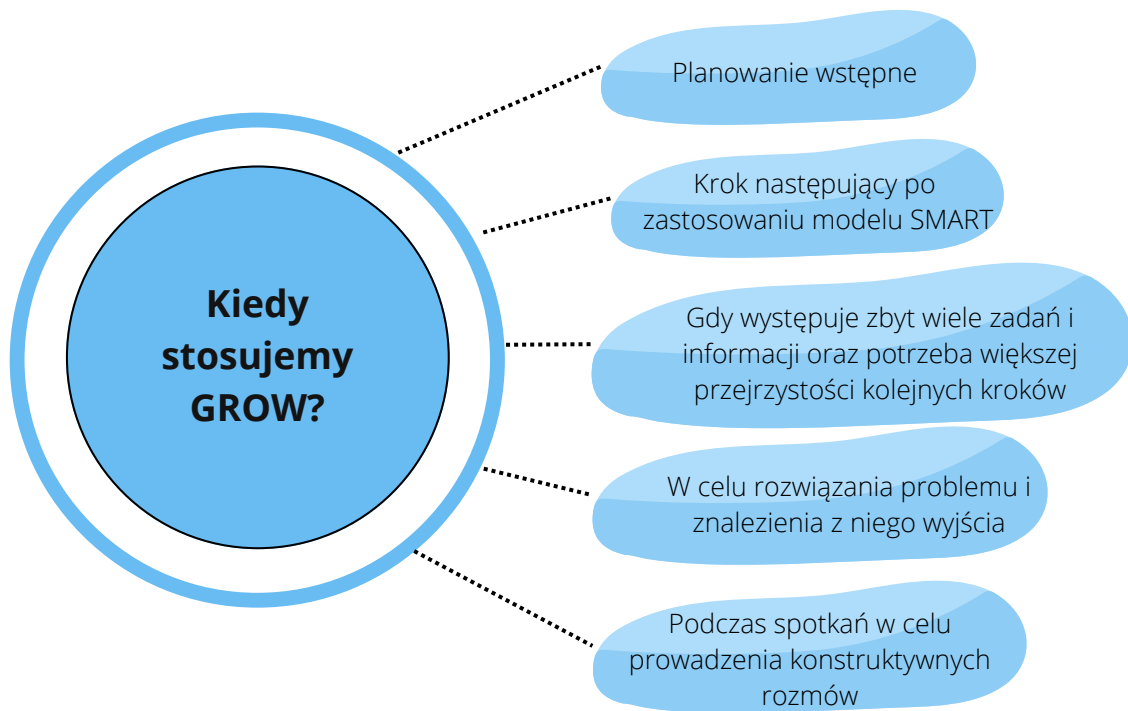 Kiedy
stosujemy
GROW?
Planowanie wstępne
Krok następujący po
zastosowaniu modelu SMART
Gdy występuje zbyt wiele zadań i
informacji oraz potrzeba większej
przejrzystości kolejnych kroków
W celu rozwiązania problemu i
znalezienia z niego wyjścia
Podczas spotkań w celu
prowadzenia konstruktywnych
rozmów